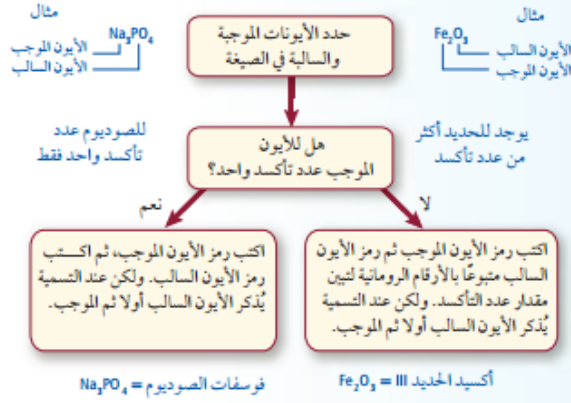 مثال
Fe₂O₃
الأيون السالب
الأيون الموجب
حدد الأيونات الموجبة
والسالبة في الصيغة
مثال
Na₃PO₄
الأيون الموجب
الأيون السالب
يوجد للحديد أكثر
من عدد تأكسد
هل للأيون
الموجب عدد تأكسد واحد؟
للصوديوم عدد
تأكسد واحد فقط
لا
نعم
اكتب رمز الأيون الموجب ثم رمز الأيون
السالب متبوعًا بالأرقام الرومانية لتبين
مقدار عدد التأكسد. ولكن عند التسمية
يُذكر الأيون السالب أولا ثم الموجب.
اكتب رمز الأيون الموجب، ثم اكـــتب
رمز الأيون السالب. ولكن عند التسمية
يُذكر الأيون السالب أولا ثم الموجب.
أكسيد الحديد Fe₂O₃ = III
فوسفات الصوديوم = Na₃PO₄